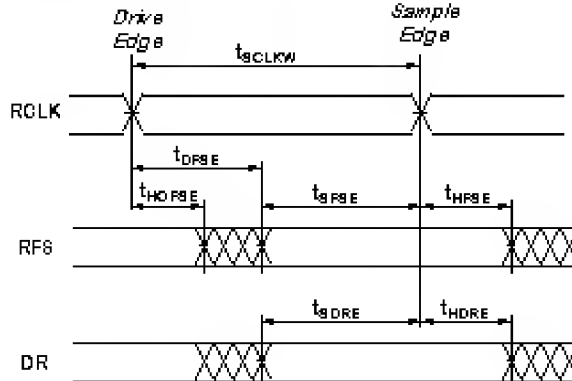 Drive Edge
Sample Edge
tSCLKW
RCLK
tDFSE
tHOFSE
tSFSE
tHFSE
RFS
tSDRE
tHDRE
DR